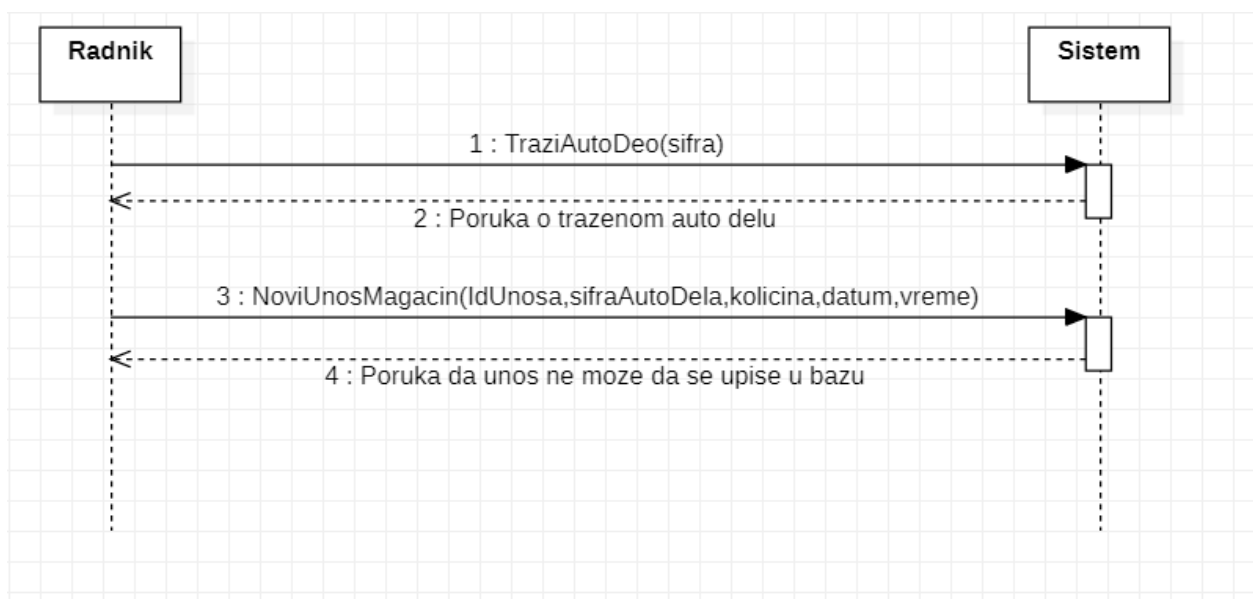 Radnik
Sistem
1 : TraziAutoDeo(sifra)
2 : Poruka o trazenom auto delu
3 : NoviUnosMagacin(IdUnosa,sifraAutoDela,kolicina,datum,vreme)
4 : Poruka da unos ne moze da se upise u bazu